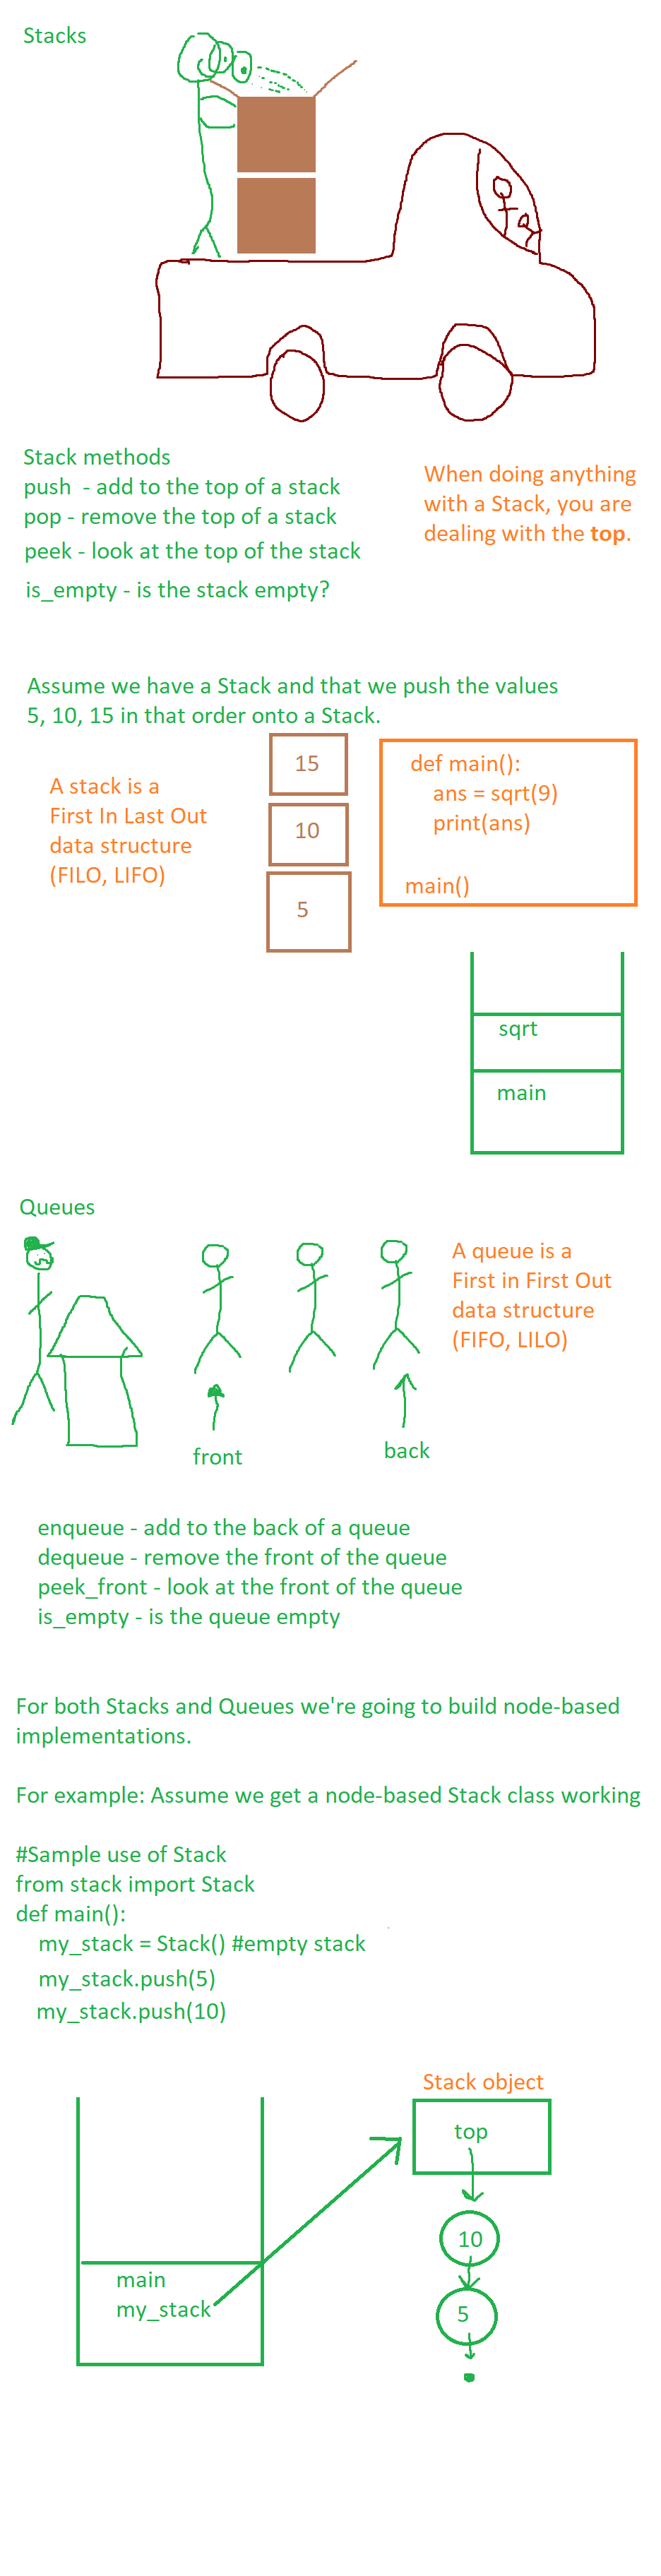 Stacks
Stack methods
push  - add to the top of a stack
pop - remove the top of a stack
peek - look at the top of the stack
is_empty - is the stack empty?
When doing anything
with a Stack, you are
dealing with the top.
Assume we have a Stack and that we push the values
5, 10, 15 in that order onto a Stack.
A stack is a
First In Last Out
data structure
(FILO, LIFO)
15
10
5
def main():
ans = sqrt(9)
print(ans)
main()
sqrt
main
Queues
A queue is a
First in First Out
data structure
(FIFO, LILO)
front
back
enqueue - add to the back of a queue
dequeue - remove the front of the queue
peek_front - look at the front of the queue
is_empty - is the queue empty
For both Stacks and Queues we're going to build node-based
implementations.
For example: Assume we get a node-based Stack class working
#Sample use of Stack
from stack import Stack
def main():
my_stack = Stack() #empty stack
my_stack.push(5)
my_stack.push(10)
Stack object
top
10
5
main
my_stack